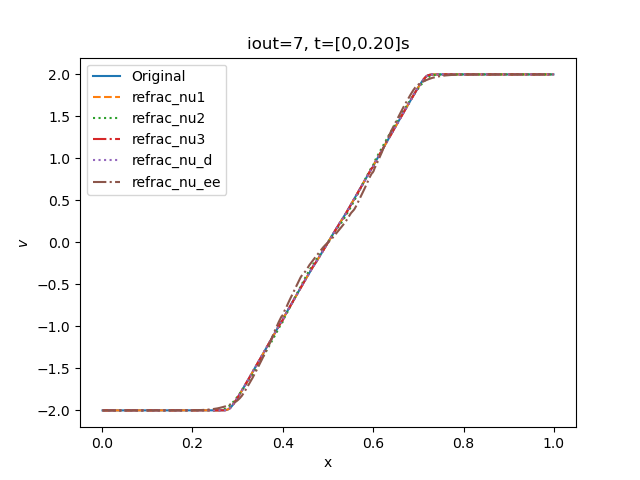 iout=7, t=[0,0.20]s
Original
refrac_nu1
refrac_nu2
refrac_nu3
refrac_nu_d
refrac_nu_ee
2.0
1.5
1.0
0.5
0.0
−0.5
−1.0
−1.5
−2.0
v
0.0 0.2 0.4 0.6 0.8 1.0
x